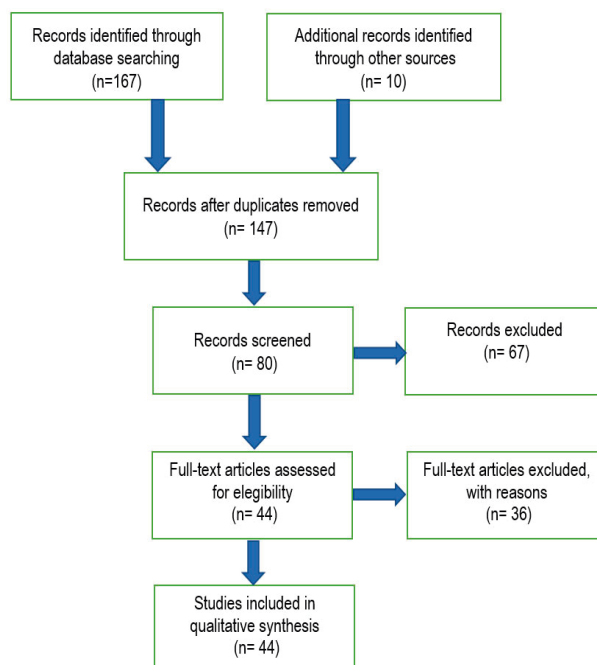 Records identified through
database searching
(n=167)
Additional records identified
through other sources
(n= 10)
Records after duplicates removed
(n= 147)
Records screened
(n= 80)
Records excluded
(n= 67)
Full-text articles assessed
for elegibility
(n= 44)
Full-text articles excluded,
with reasons
(n= 36)
Studies included in
qualitative synthesis
(n= 44)